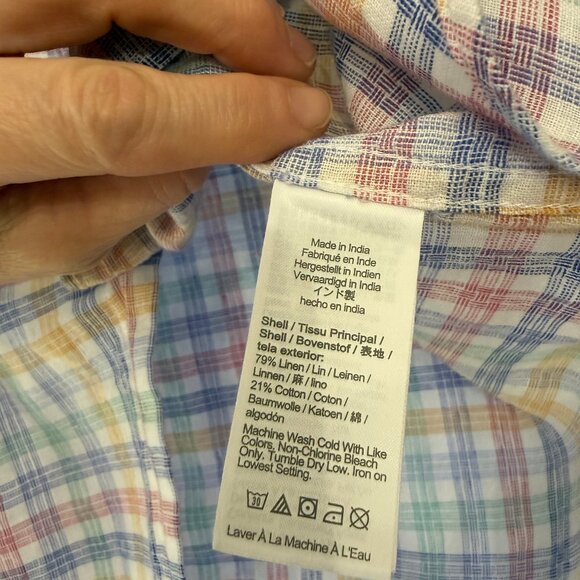 Made in India
Fabriqué en Inde
Hergestellt in Indien
Vervaardigd in India
インド製
hecho en india
Shell / Tissu Principal /
Shell / Bovenstof / 表地 /
tela exterior:
79% Linen / Lin / Leinen /
Linnen / 麻 / lino
21% Cotton / Coton /
Baumwolle / Katoen / 綿 /
algodón
Machine Wash Cold With Like
Colors. Non-Chlorine Bleach
Only. Tumble Dry Low. Iron on
Lowest Setting.
30
Laver À La Machine À L'Eau